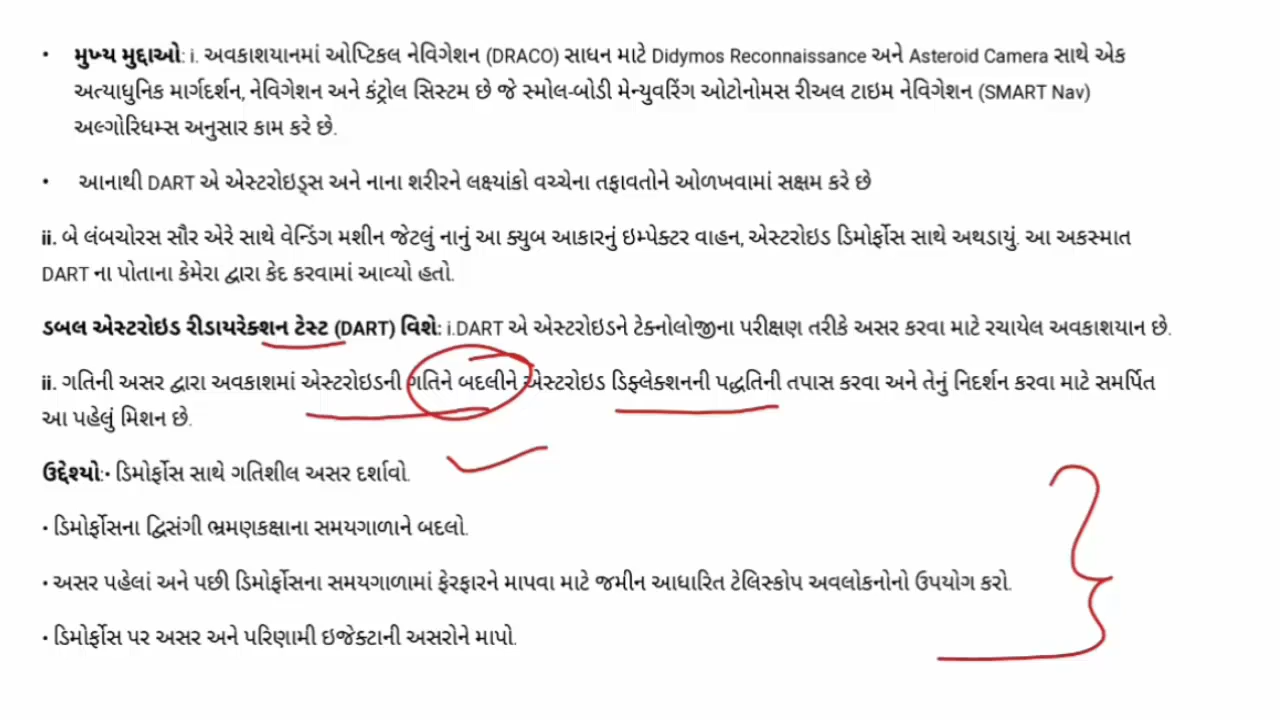 • મુખ્ય મુદ્દાઓ: i. અવકાશયાનમાં ઓપ્ટિકલ નેવિગેશન (DRACO) સાધન માટે Didymos Reconnaissance અને Asteroid Camera સાથે એક
અત્યાધુનિક માર્ગદર્શન, નેવિગેશન અને કંટ્રોલ સિસ્ટમ છે જે સ્મોલ-બોડી મેન્યુવરિંગ ઓટોનોમસ રીઅલ ટાઇમ નેવિગેશન (SMART Nav)
અલ્ગોરિધમ્સ અનુસાર કામ કરે છે.
• આનાથી DART એ એસ્ટરોઇડ્સ અને નાના શરીરને લક્ષ્યાંકો વચ્ચેના તફાવતોને ઓળખવામાં સક્ષમ કરે છે
ii. બે લંબચોરસ સૌર એરે સાથે વેન્ડિંગ મશીન જેટલું નાનું આ ક્યુબ આકારનું ઇમ્પેક્ટર વાહન, એસ્ટરોઇડ ડિમોર્ફોસ સાથે અથડાયું. આ અકસ્માત
DART ના પોતાના કેમેરા દ્વારા કેદ કરવામાં આવ્યો હતો.
ડબલ એસ્ટરોઇડ રીડાયરેક્શન ટેસ્ટ (DART) વિશે: i.DART એ એસ્ટરોઇડને ટેક્નોલોજીના પરીક્ષણ તરીકે અસર કરવા માટે રચાયેલ અવકાશયાન છે.
ii. ગતિની અસર દ્વારા અવકાશમાં એસ્ટરોઇડની ગતિને બદલીને એસ્ટરોઇડ ડિફ્લેક્શનની પદ્ધતિની તપાસ કરવા અને તેનું નિદર્શન કરવા માટે સમર્પિત
આ પહેલું મિશન છે.
ઉદ્દેશ્યો:• ડિમોર્ફોસ સાથે ગતિશીલ અસર દર્શાવો.
• ડિમોર્ફોસના દ્વિસંગી ભ્રમણકક્ષાના સમયગાળાને બદલો.
• અસર પહેલાં અને પછી ડિમોર્ફોસના સમયગાળામાં ફેરફારને માપવા માટે જમીન આધારિત ટેલિસ્કોપ અવલોકનોનો ઉપયોગ કરો.
• ડિમોર્ફોસ પર અસર અને પરિણામી ઇજેક્ટાની અસરોને માપો.